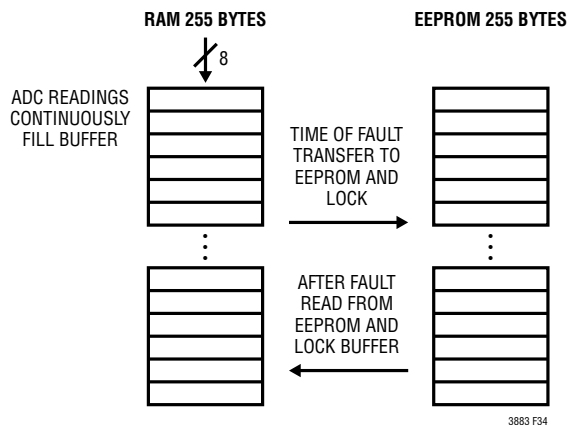 RAM 255 BYTES
EEPROM 255 BYTES
8
ADC READINGS
CONTINUOUSLY
FILL BUFFER
TIME OF FAULT
TRANSFER TO
EEPROM AND
LOCK
AFTER FAULT
READ FROM
EEPROM AND
LOCK BUFFER
3883 F34